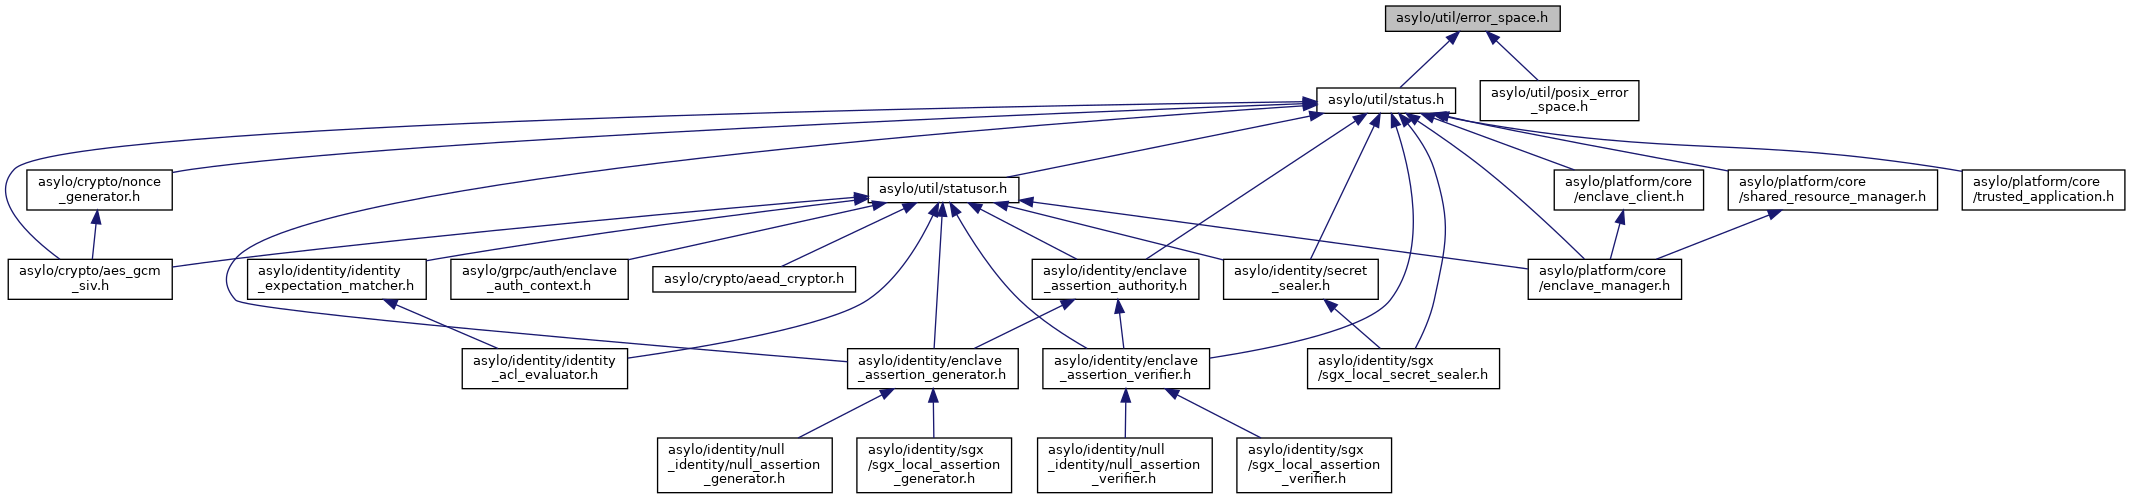 asylo/util/error_space.h
asylo/util/posix_error
_space.h
asylo/util/status.h
asylo/crypto/nonce
_generator.h
asylo/util/statusor.h
asylo/platform/core
/enclave_client.h
asylo/platform/core
/shared_resource_manager.h
asylo/platform/core
/trusted_application.h
asylo/crypto/aes_gcm
_siv.h
asylo/identity/identity
_expectation_matcher.h
asylo/grpc/auth/enclave
_auth_context.h
asylo/crypto/aead_cryptor.h
asylo/identity/enclave
_assertion_authority.h
asylo/identity/secret
_sealer.h
asylo/platform/core
/enclave_manager.h
asylo/identity/identity
_acl_evaluator.h
asylo/identity/enclave
_assertion_generator.h
asylo/identity/enclave
_assertion_verifier.h
asylo/identity/sgx
/sgx_local_secret_sealer.h
asylo/identity/null
_identity/null_assertion
_generator.h
asylo/identity/sgx
/sgx_local_assertion
_generator.h
asylo/identity/null
_identity/null_assertion
_verifier.h
asylo/identity/sgx
/sgx_local_assertion
_verifier.h